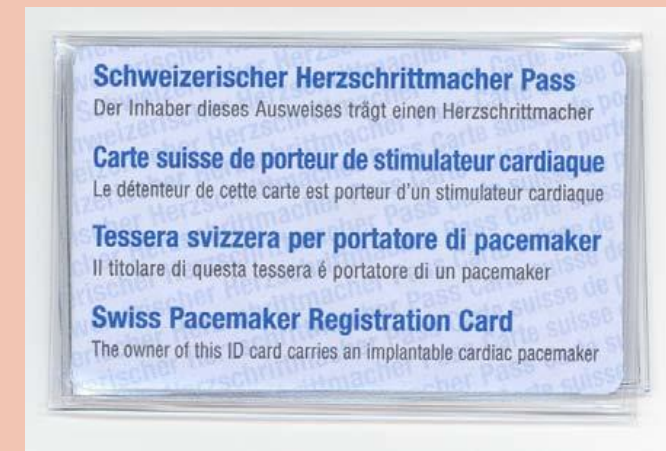 Schweizerischer Herzschrittmacher Pass
Der Inhaber dieses Ausweises trägt einen Herzschrittmacher
Carte suisse de porteur de stimulateur cardiaque
Le détenteur de cette carte est porteur d'un stimulateur cardiaque
Tessera svizzera per portatore di pacemaker
Il titolare di questa tessera é portatore di un pacemaker
Swiss Pacemaker Registration Card
The owner of this ID card carries an implantable cardiac pacemaker